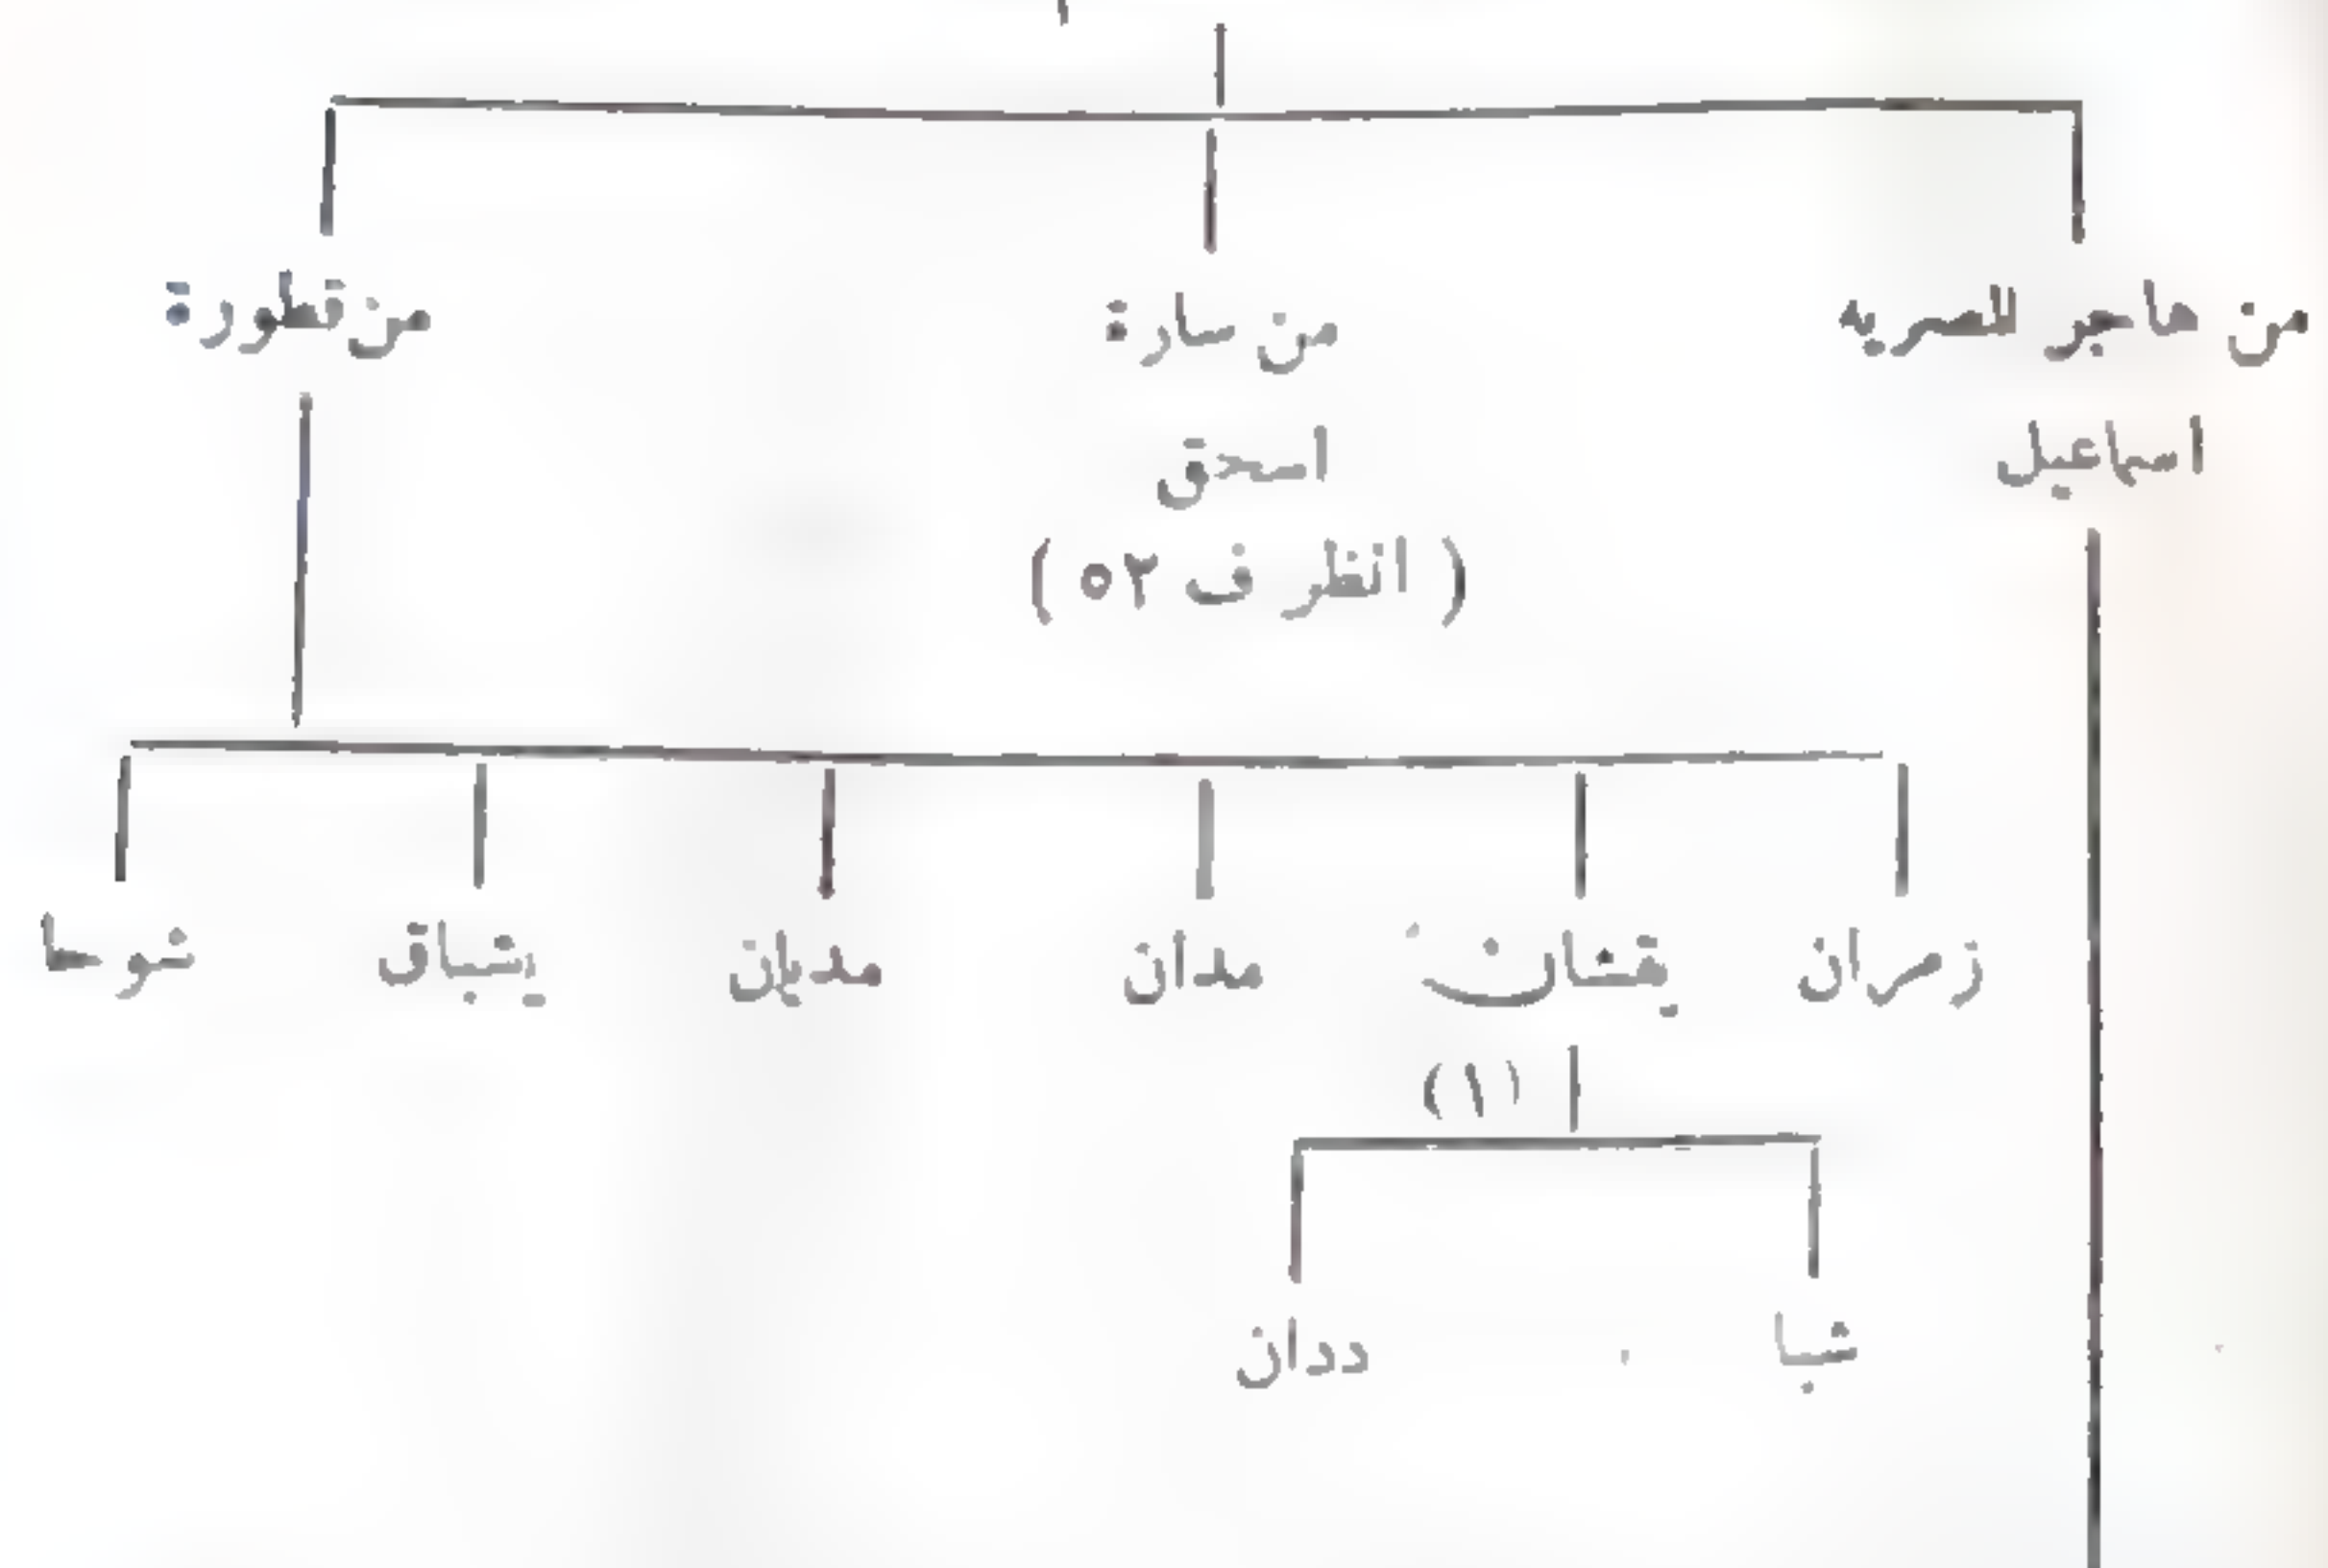 من هاجر المصريه من سارة من قطورة
اسماعيل اسحق
( انظر ف ٥٢ )
زمران يقشان مدان مديان يشباق شوحا
(١)
شبا ددان